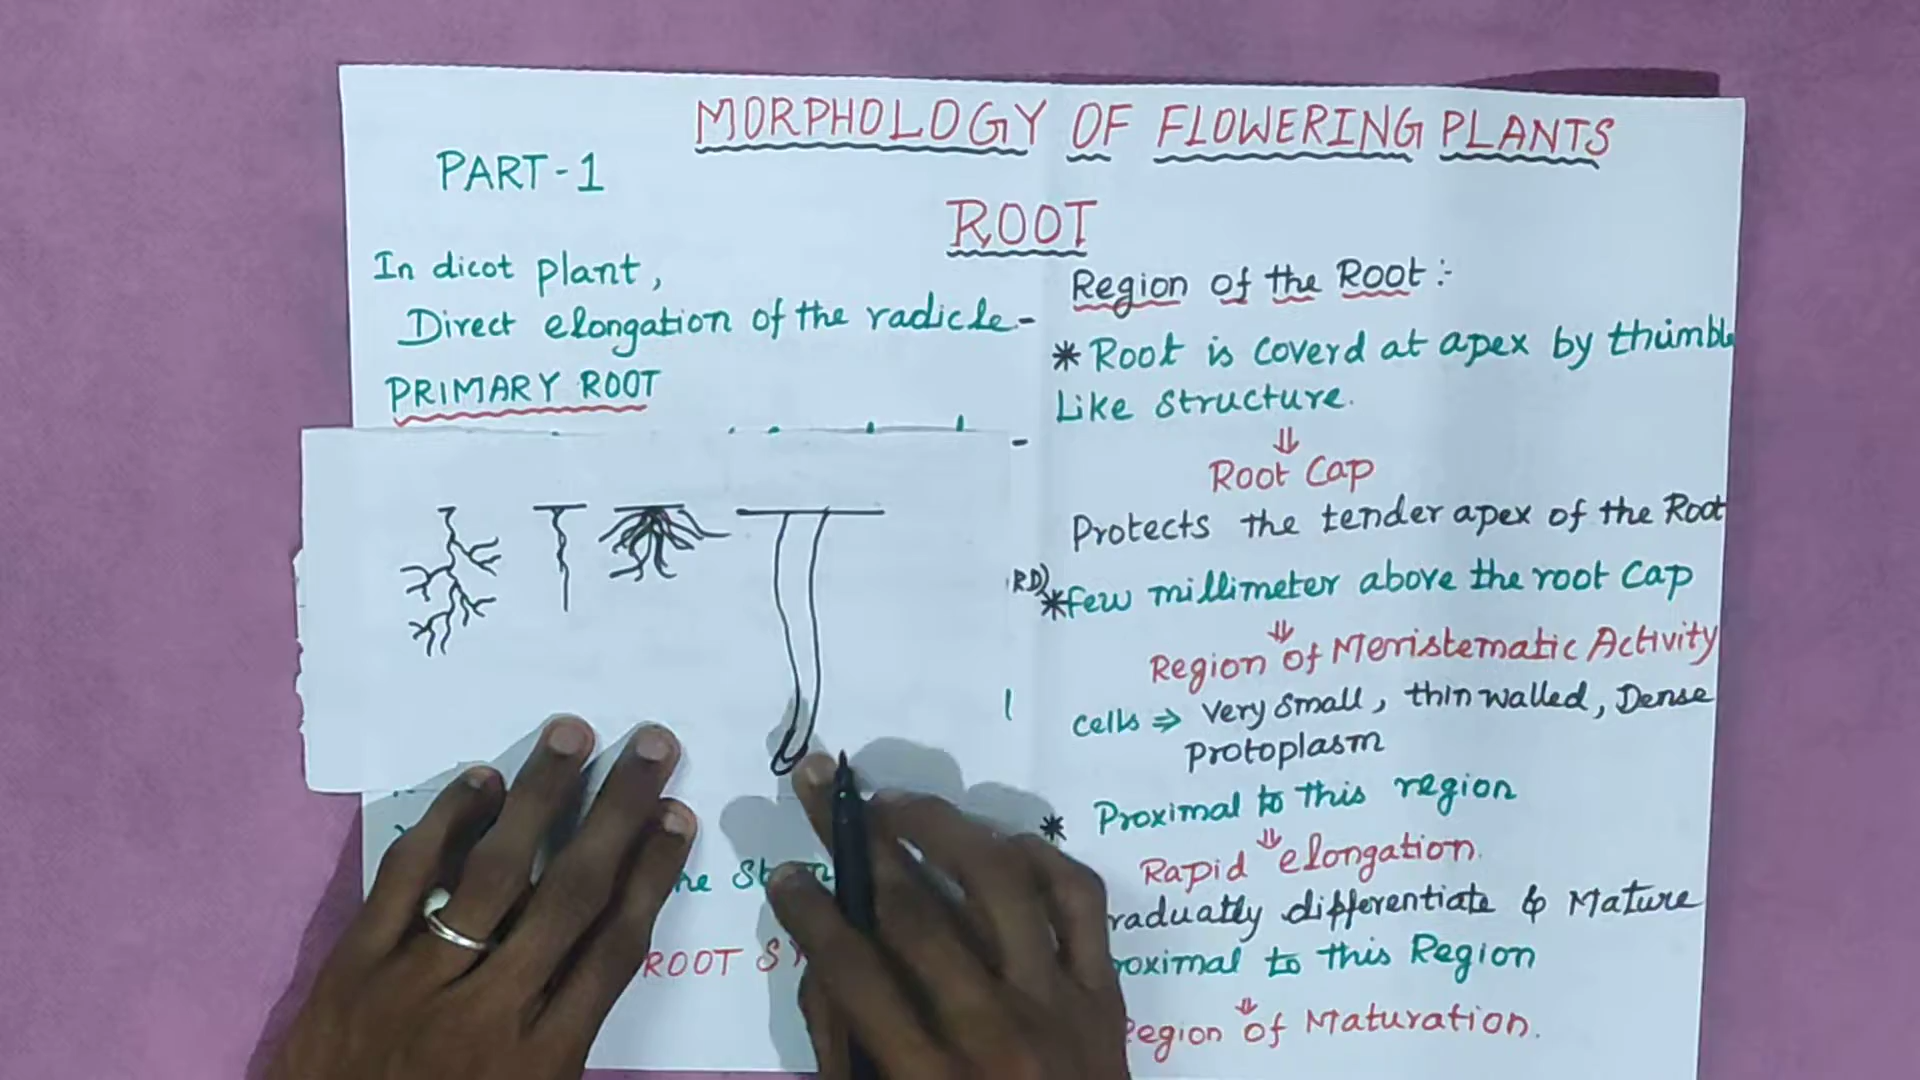 MORPHOLOGY OF FLOWERING PLANTS
PART-1
ROOT
In dicot plant,
Direct elongation of the radicle-
PRIMARY ROOT
he
ROOT
Region of the Root:-
* Root is coverd at apex by thumble
Like structure.
⇓
Root Cap
Protects the tender apex of the Root
RD)
*few millimeter above the root cap
⇓
Region of Meristematic Activity
cells ⇒ very small, thin walled, Dense
Protoplasm
* Proximal to this region
⇓
Rapid elongation.
raduatly differentiate & Mature
oximal to this Region
⇓
egion of Maturation.